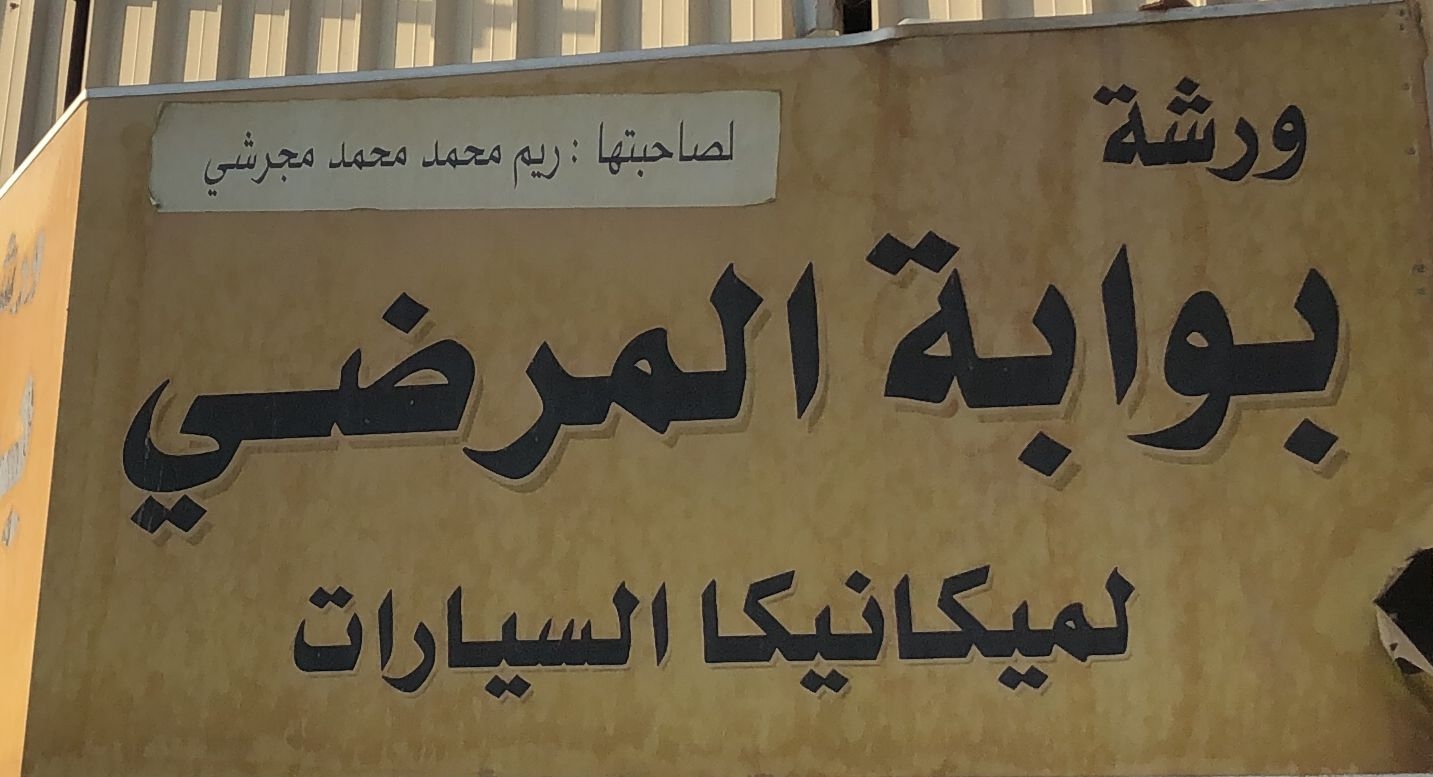 ورشة
لصاحبتها : ريم محمد محمد مجرشي
بوابة المرضي
لميكانيكا السيارات